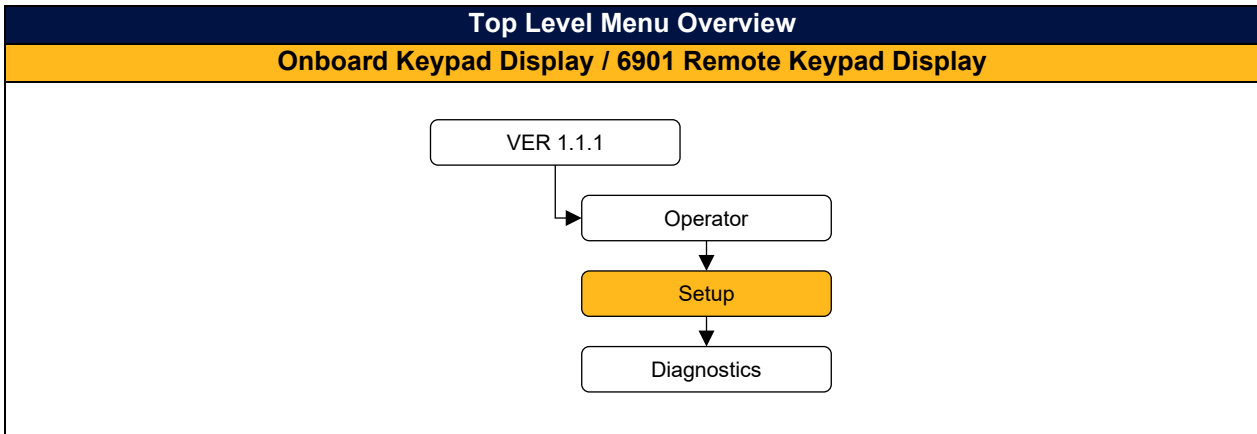 Top Level Menu Overview
Onboard Keypad Display / 6901 Remote Keypad Display
VER 1.1.1
Operator
Setup
Diagnostics